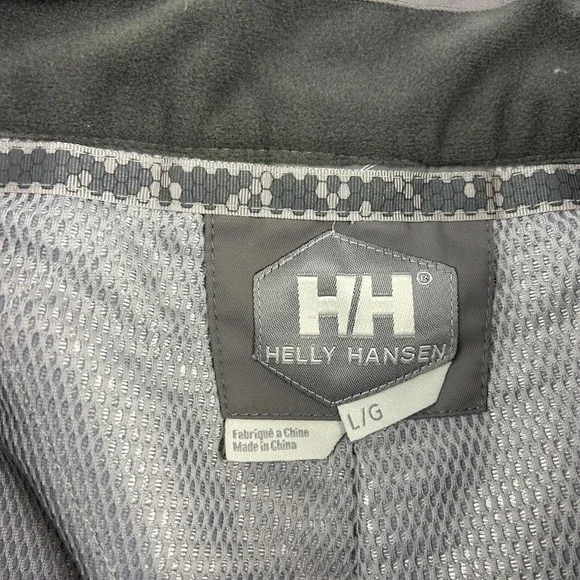 HH®
HELLY HANSEN
L/G
Fabriqué a Chine
Made in China